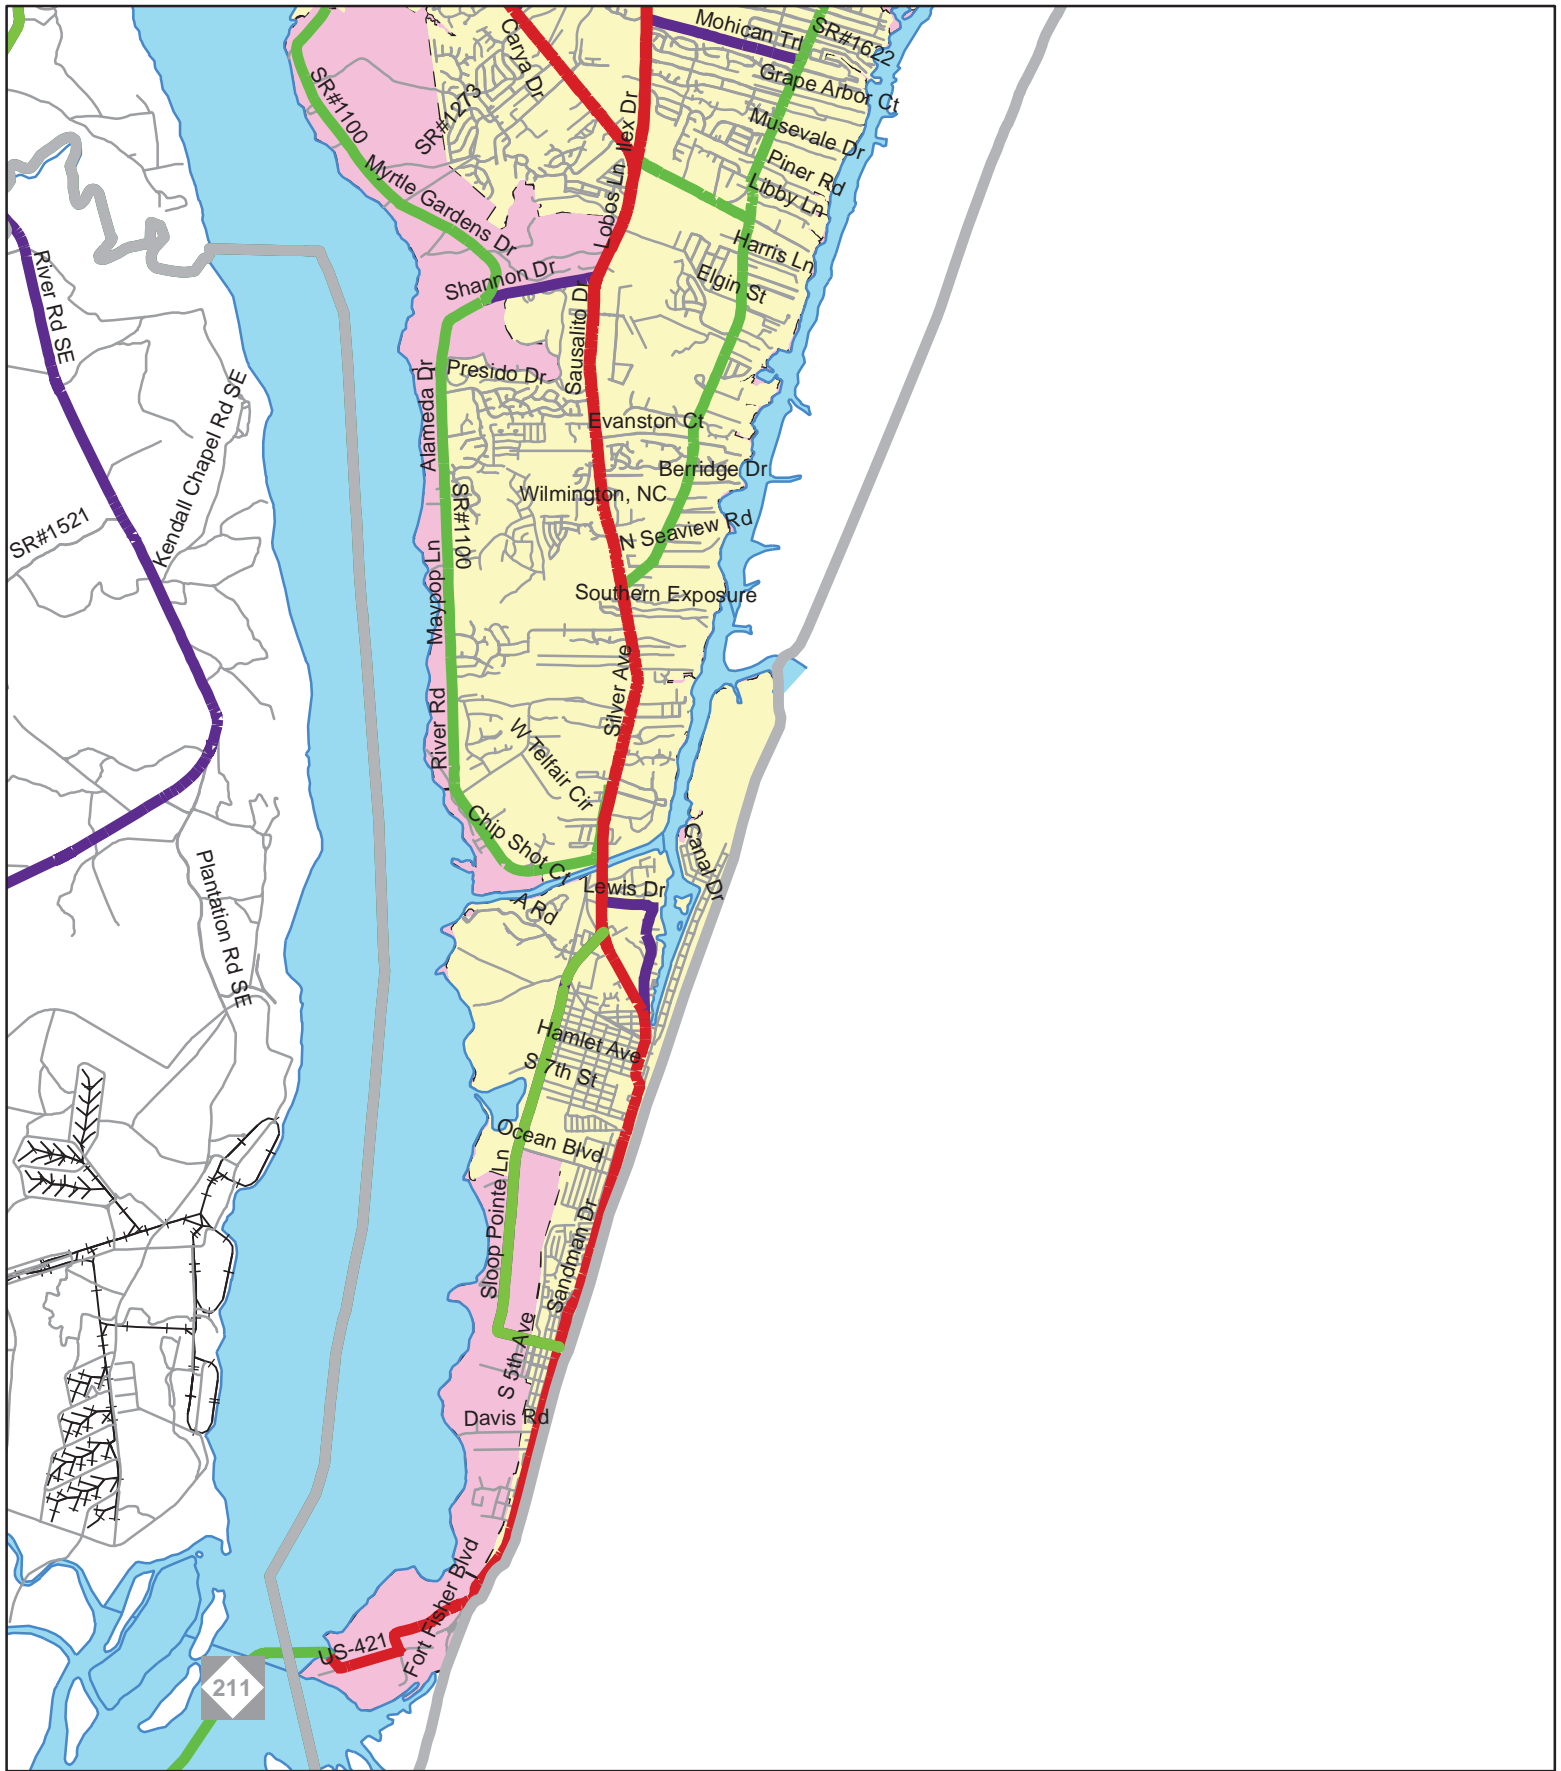 Mohican Trl
SR#1622
Carya Dr
Grape Arbor Ct
SR#1100
SR#1273
Ilex Dr
Musevale Dr
Piner Rd
Libby Ln
Myrtle Gardens Dr
Lobos Ln
Harris Ln
River Rd SE
Shannon Dr
Elgin St
Sausalito Dr
Presido Dr
Alameda Dr
Kendall Chapel Rd SE
Evanston Ct
Berridge Dr
Wilmington, NC
SR#1100
SR#1521
N Seaview Rd
Maypop Ln
Southern Exposure
Silver Ave
River Rd
W Telfair Cir
Chip Shot Ct
Canal Dr
Plantation Rd SE
Lewis Dr
A Rd
Hamlet Ave
S 7th St
Ocean Blvd
Sloop Pointe Ln
Sandman Dr
S 5th Ave
Davis Rd
Fort Fisher Blvd
US-421
211